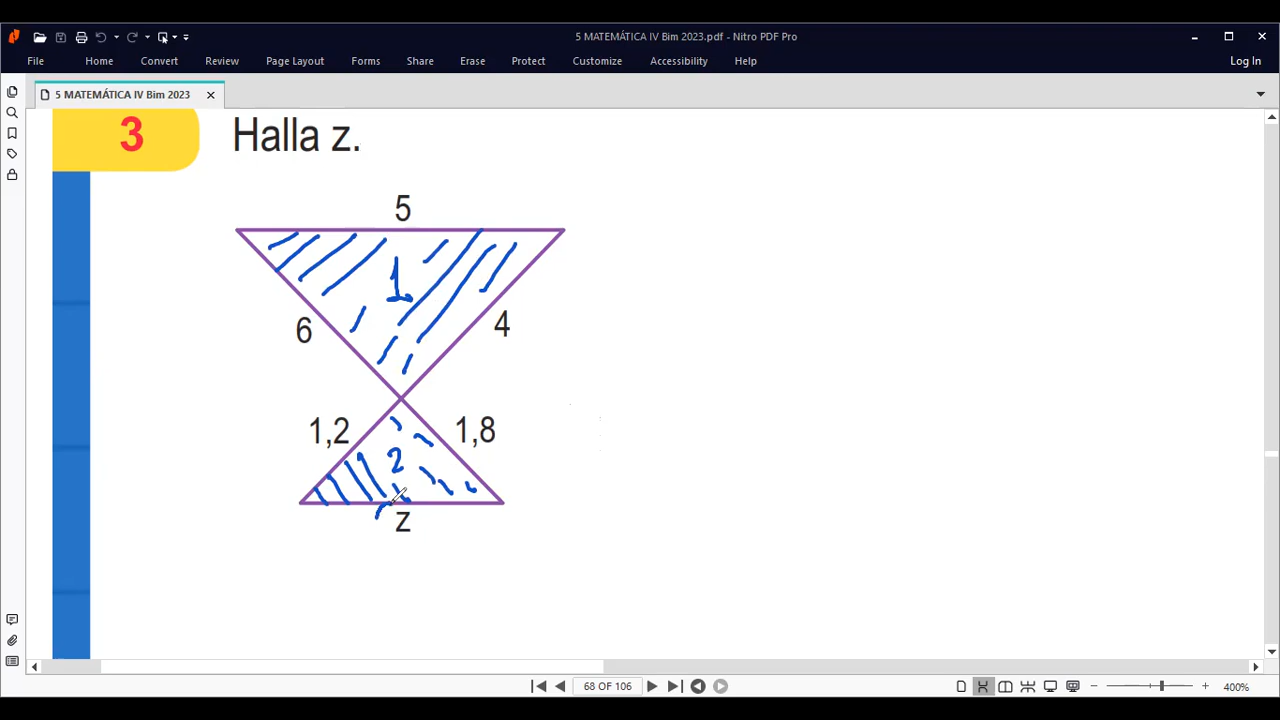 5 MATEMÁTICA IV Bim 2023.pdf - Nitro PDF Pro
File Home Convert Review Page Layout Forms Share Erase Protect Customize Accessibility Help Log In
5 MATEMÁTICA IV Bim 2023
3 Halla z.
5
1
6 4
1,2 1,8
2
z
68 OF 106
400%